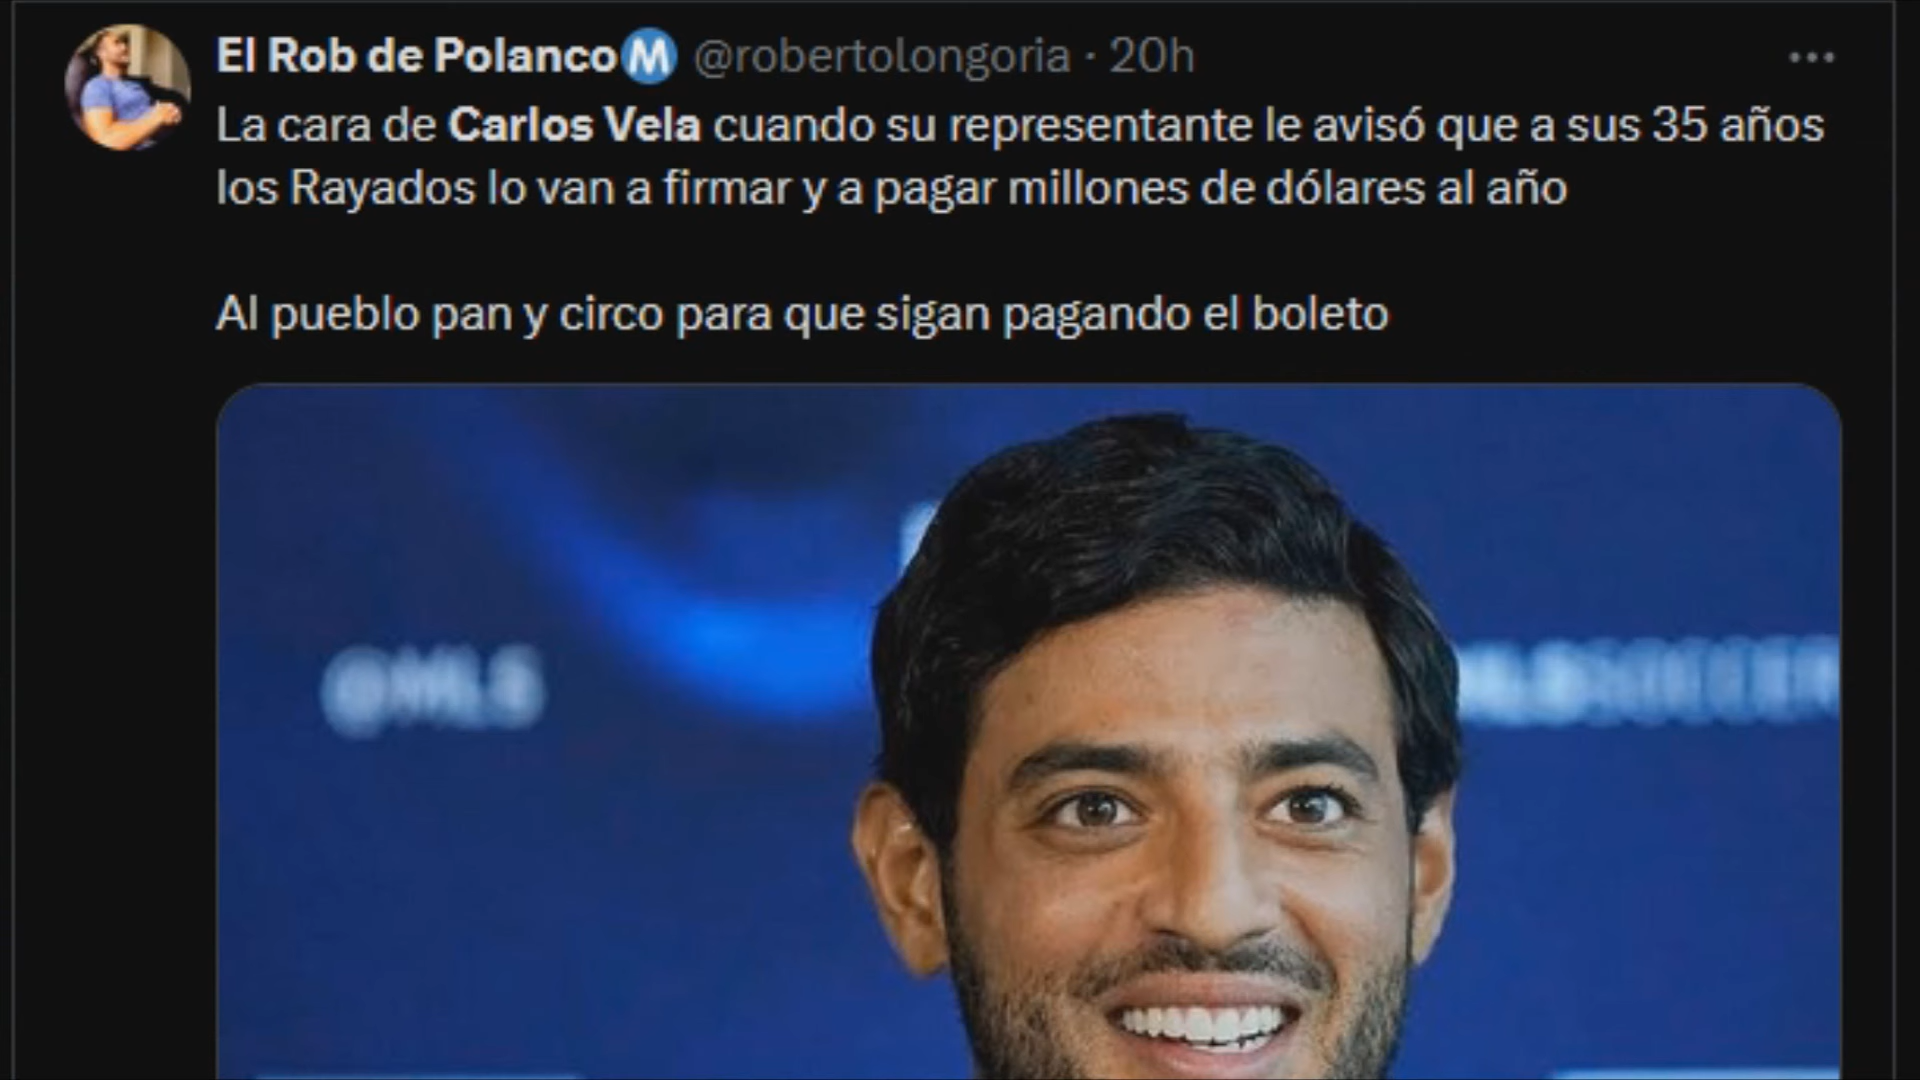 El Rob de Polanco M @robertolongoria · 20h
La cara de Carlos Vela cuando su representante le avisó que a sus 35 años
los Rayados lo van a firmar y a pagar millones de dólares al año
Al pueblo pan y circo para que sigan pagando el boleto
@MLS